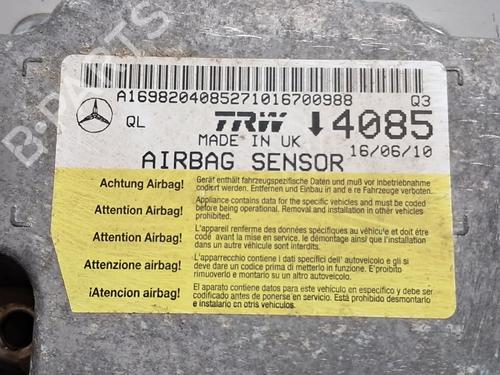 A1698204085271016700988 Q3
QL TRW 4085
MADE IN UK 16/06/10
AIRBAG SENSOR
Achtung Airbag! Gerät enthält fahrzeugspezifische Daten und muß vor Inbetriebnahme
codisiert werden. Entfernen und Einbau in andere Fahrzeuge verboten.
Attention Airbag! Appliance contains data for the specific vehicles and must be coded
before being operational. Removal and installation in other vehicles
prohibited.
Attention Airbag! L'appareil renferme des données spécifiques au véhicule et doit être
codé avant la mise en service. le démontage ainsi que l'installation
dans un autre véhicule sont interdits.
Attenzione airbag! L'apparecchio contiene i dati specifici dell' autoveicolo e gli si
deve dare un codice prima di metterlo in funzione. E' proibito
rimuoverlo e montarlo su un altro autoveicolo.
¡Atencion airbag! El aparato contiene datos para un vehículo en específico y debe ser
codificado antes de ponerse en servicio. Está prohibido desmontarlo
e instalarlo en otros vehículos.
B-PARTS